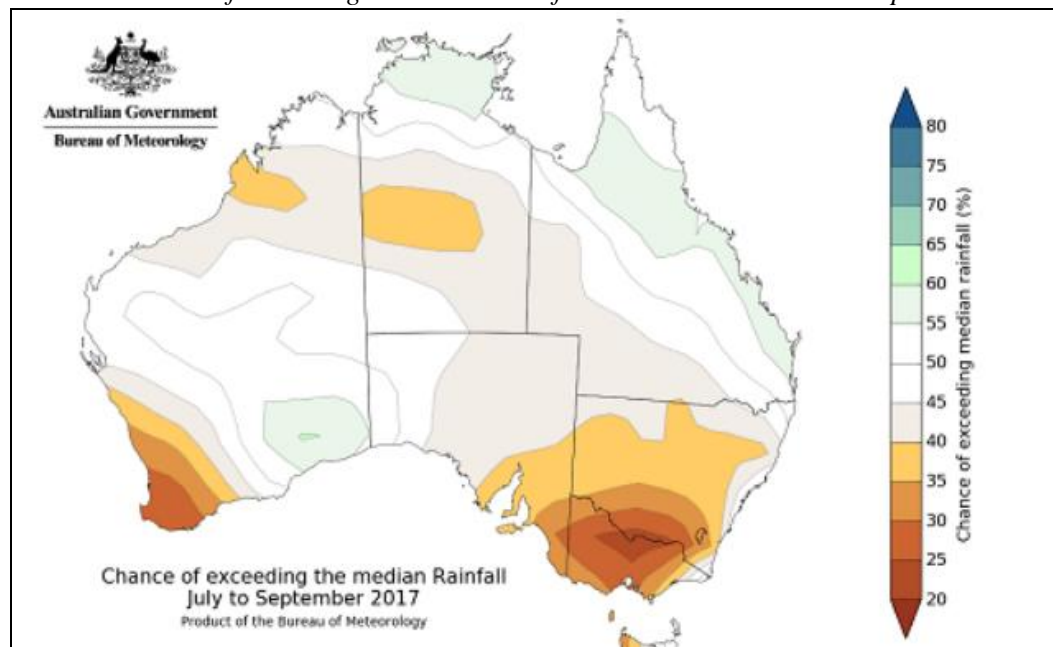 Australian Government
Bureau of Meteorology
80
75
70
65
60
55
50
45
40
35
30
25
20
Chance of exceeding median rainfall (%)
Chance of exceeding the median Rainfall
July to September 2017
Product of the Bureau of Meteorology